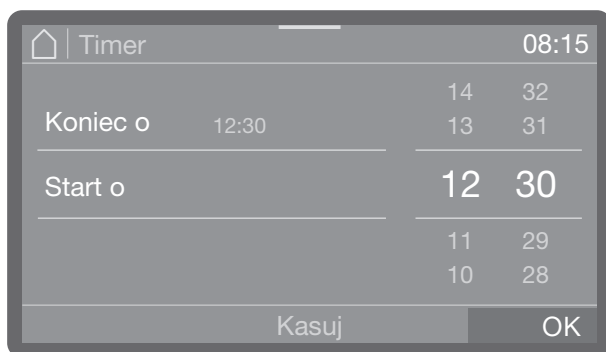 Timer 08:15
14 32
Koniec o 12:30 13 31
Start o 12 30
11 29
10 28
Kasuj OK